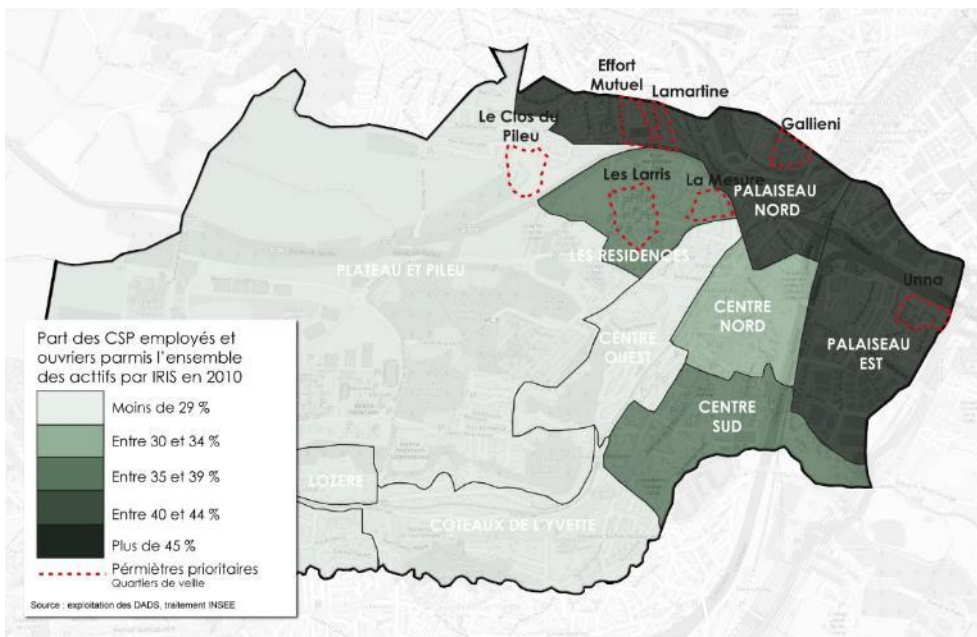 Effort
Mutuel
Lamartine
Le Clos du
Pileu
Gallieni
Les Larris
La Mesure
PALAISEAU
NORD
LES RESIDENCES
PLATEAU ET PILEU
Unna
CENTRE
NORD
CENTRE
OUEST
PALAISEAU
EST
CENTRE
SUD
LOZERE
COTEAUX DE L'YVETTE
Part des CSP employés et
ouvriers parmis l'ensemble
des acttifs par IRIS en 2010
Moins de 29 %
Entre 30 et 34 %
Entre 35 et 39 %
Entre 40 et 44 %
Plus de 45 %
Pérmiètres prioritaires
Quartiers de veille
Source : exploitation des DADS, traitement INSEE